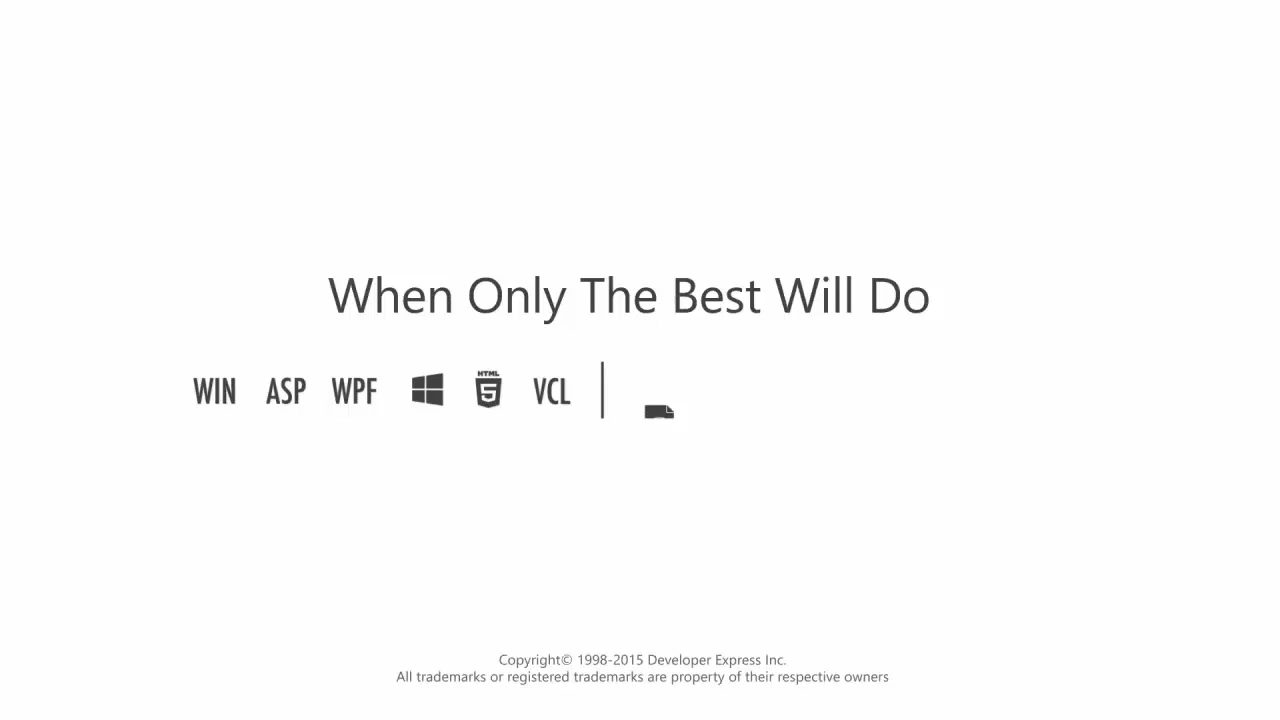 When Only The Best Will Do
WIN ASP WPF HTML 5 VCL
Copyright© 1998-2015 Developer Express Inc.
All trademarks or registered trademarks are property of their respective owners